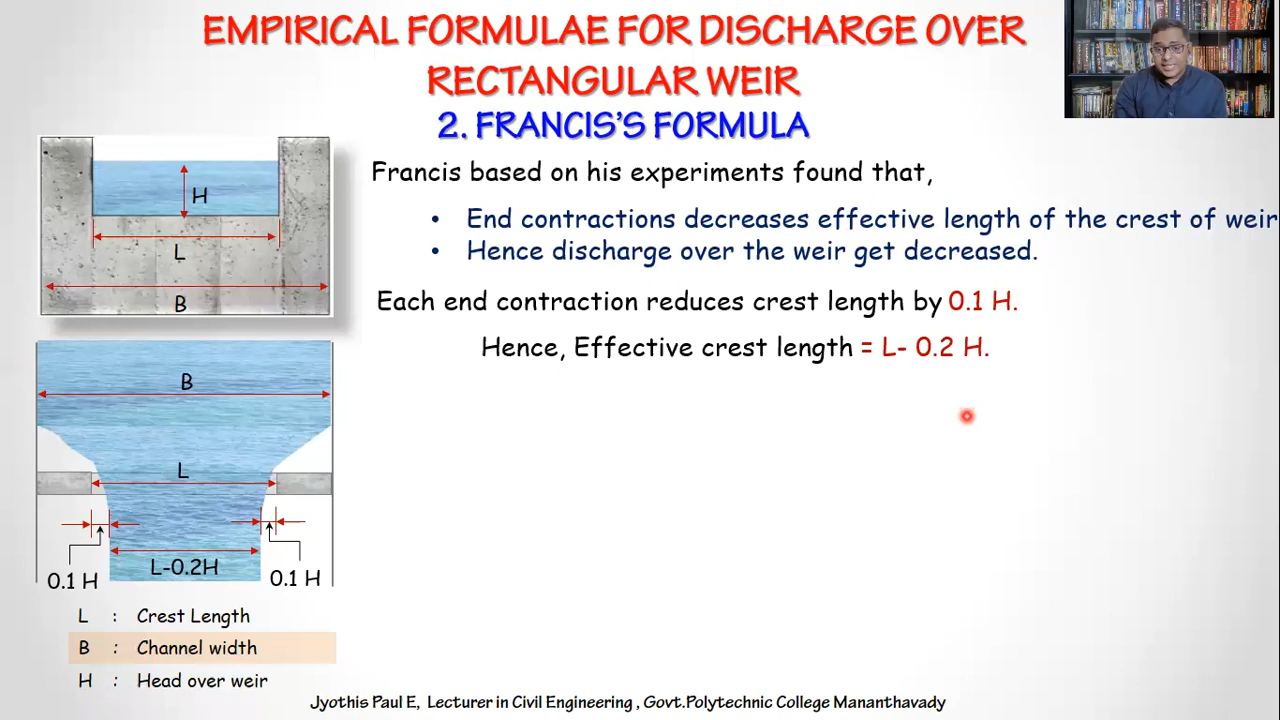 EMPIRICAL FORMULAE FOR DISCHARGE OVER
RECTANGULAR WEIR
2. FRANCIS'S FORMULA
Francis based on his experiments found that,
• End contractions decreases effective length of the crest of weir
• Hence discharge over the weir get decreased.
Each end contraction reduces crest length by 0.1 H.
Hence, Effective crest length = L- 0.2 H.
H
L
B
B
L
L-0.2H
0.1 H
0.1 H
L : Crest Length
B : Channel width
H : Head over weir
Jyothis Paul E, Lecturer in Civil Engineering , Govt.Polytechnic College Mananthavady